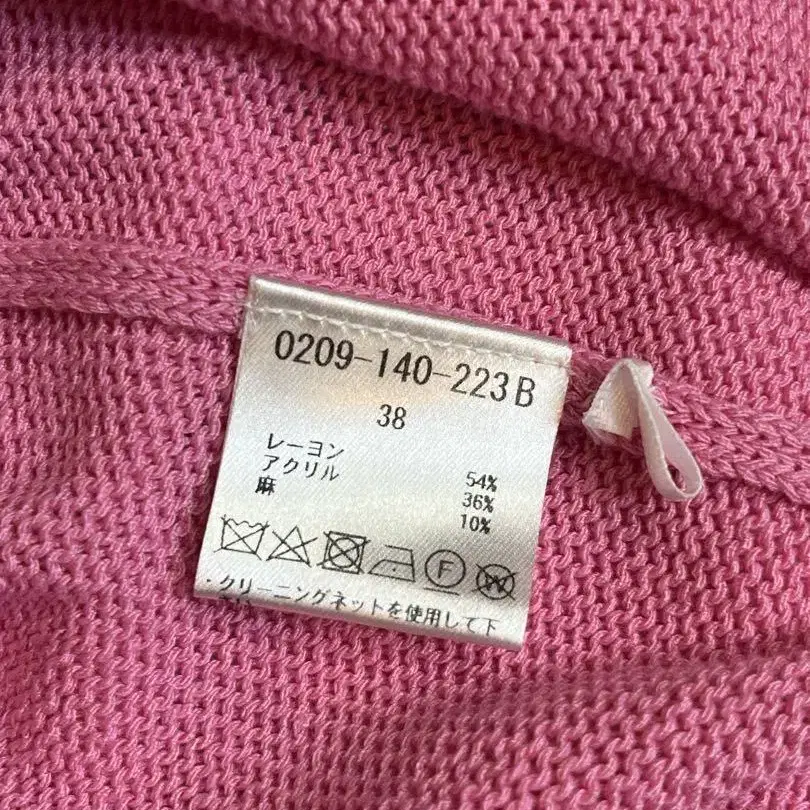 0209-140-223B
38
レーヨン 54%
アクリル 36%
麻 10%
F
W
・クリーニングネットを使用して下